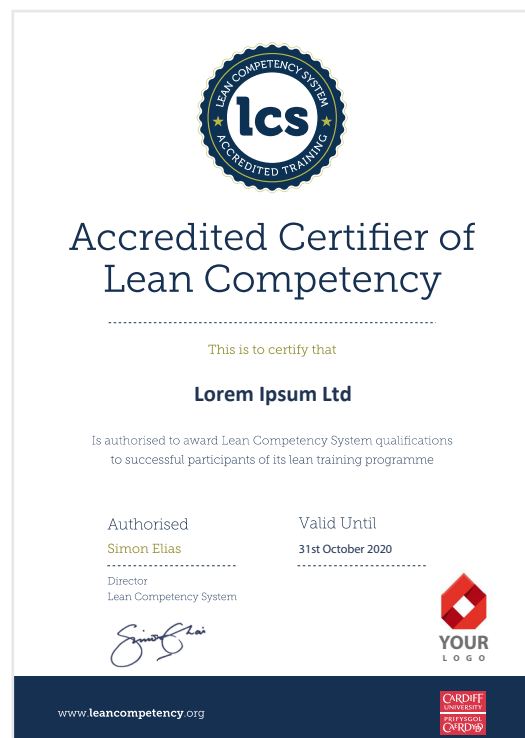 LEAN COMPETENCY SYSTEM
lcs
ACCREDITED TRAINING
Accredited Certifier of
Lean Competency
This is to certify that
Lorem Ipsum Ltd
Is authorised to award Lean Competency System qualifications
to successful participants of its lean training programme
Authorised
Simon Elias
Director
Lean Competency System
Valid Until
31st October 2020
YOUR
LOGO
www.leancompetency.org
CARDIFF
UNIVERSITY
PRIFYSGOL
CAERDYDD